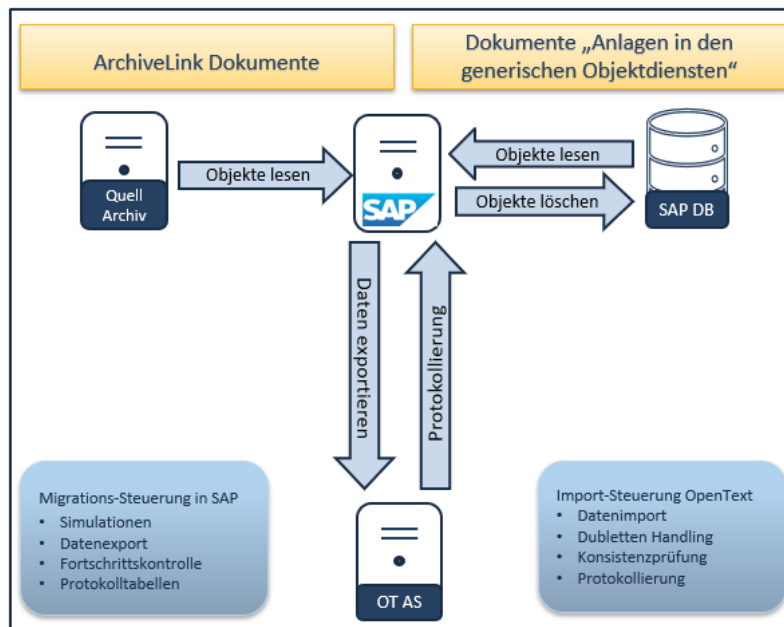 ArchiveLink Dokumente
Dokumente „Anlagen in den
generischen Objektdiensten“
Quell
Archiv
Objekte lesen
SAP
Objekte lesen
Objekte löschen
SAP DB
Daten exportieren
Protokollierung
Migrations-Steuerung in SAP
• Simulationen
• Datenexport
• Fortschrittskontrolle
• Protokolltabellen
OT AS
Import-Steuerung OpenText
• Datenimport
• Dubletten Handling
• Konsistenzprüfung
• Protokollierung